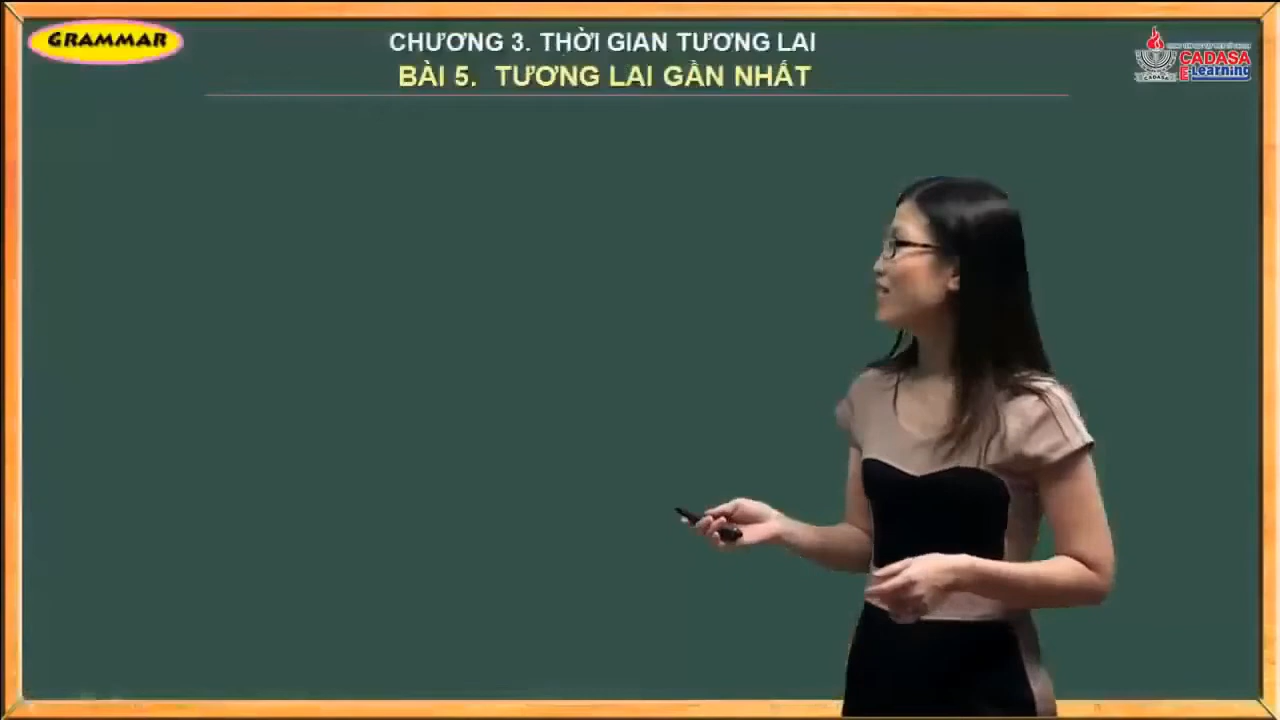 GRAMMAR
CHƯƠNG 3. THỜI GIAN TƯƠNG LAI
BÀI 5. TƯƠNG LAI GẦN NHẤT
CADASA
E-Learning